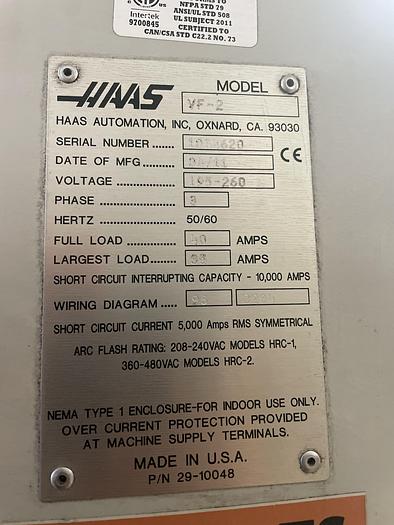 NFPA STD 79
ANSI/UL STD 508
UL SUBJECT 2011
CERTIFIED TO
CAN/CSA STD C22.2 NO. 73
Intertek
9700845
HAAS
MODEL
VF-2
HAAS AUTOMATION, INC, OXNARD, CA. 93030
SERIAL NUMBER .......
DATE OF MFG ............
CE
VOLTAGE ................ 195-260
PHASE ..... 3
HERTZ 50/60
FULL LOAD ...... 40 AMPS
LARGEST LOAD... AMPS
SHORT CIRCUIT INTERRUPTING CAPACITY - 10,000 AMPS
WIRING DIAGRAM .....
SHORT CIRCUIT CURRENT 5,000 Amps RMS SYMMETRICAL
ARC FLASH RATING: 208-240VAC MODELS HRC-1,
360-480VAC MODELS HRC-2.
NEMA TYPE 1 ENCLOSURE-FOR INDOOR USE ONLY.
OVER CURRENT PROTECTION PROVIDED
AT MACHINE SUPPLY TERMINALS.
MADE IN U.S.A.
P/N 29-10048